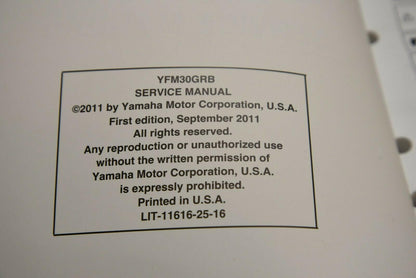 YFM30GRB
SERVICE MANUAL
©2011 by Yamaha Motor Corporation, U.S.A.
First edition, September 2011
All rights reserved.
Any reproduction or unauthorized use
without the written permission of
Yamaha Motor Corporation, U.S.A.
is expressly prohibited.
Printed in U.S.A.
LIT-11616-25-16